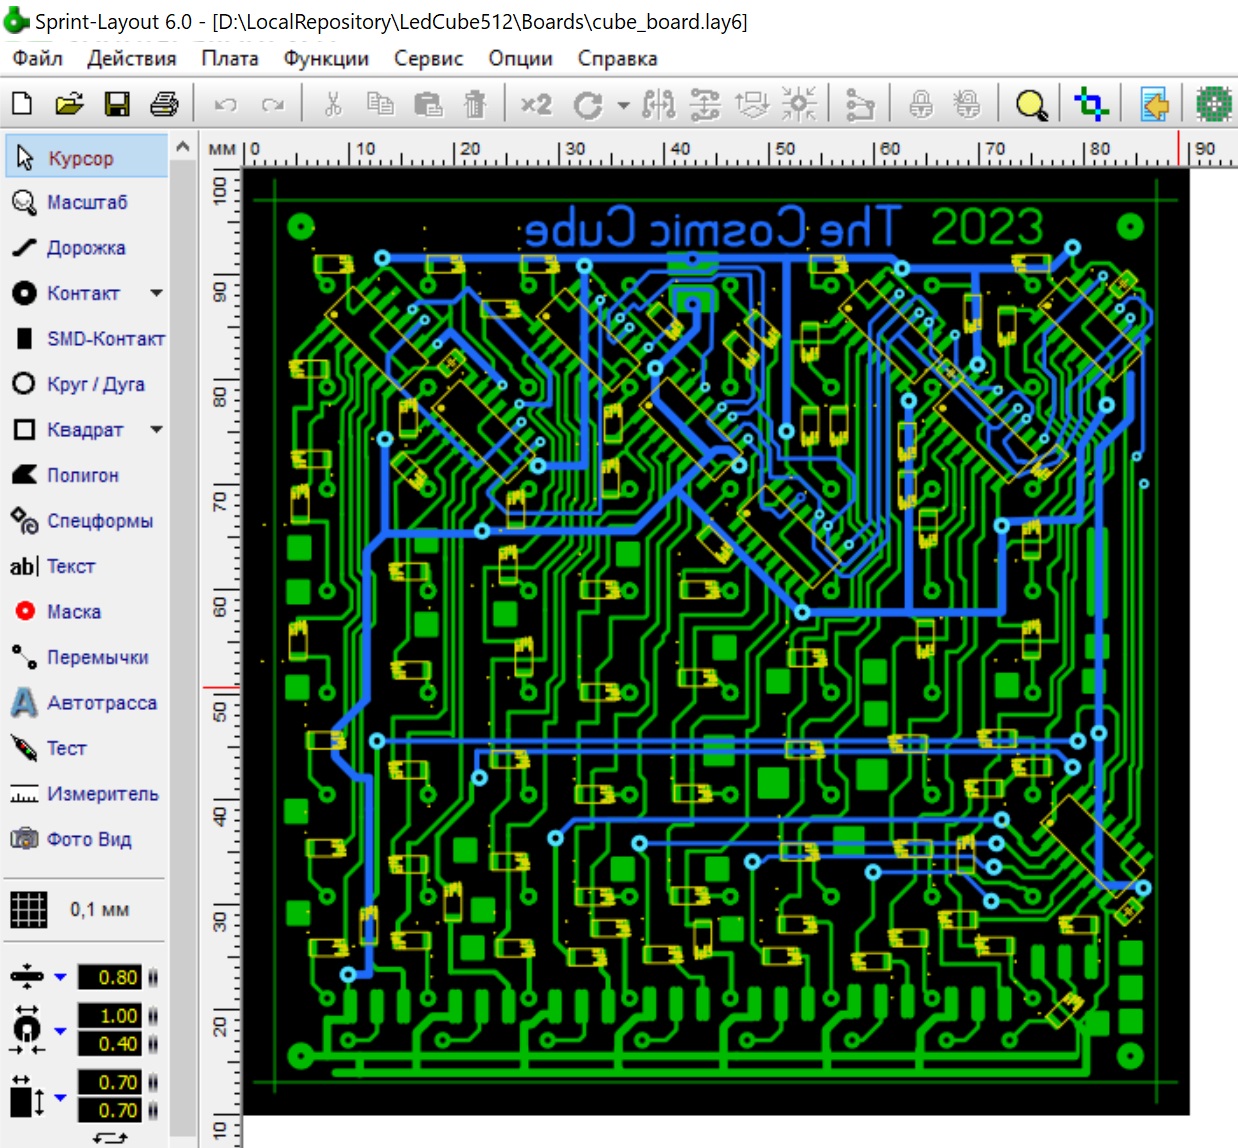 Sprint-Layout 6.0 - [D:\LocalRepository\LedCube512\Boards\cube_board.lay6]
Файл Действия Плата Функции Сервис Опции Справка
x2
Курсор
Масштаб
Дорожка
Контакт
SMD-Контакт
Круг / Дуга
Квадрат
Полигон
Спецформы
ab| Текст
Маска
Перемычки
Автотрасса
Тест
Измеритель
Фото Вид
0,1 мм
0.80
1.00
0.40
0.70
0.70
мм 0 10 20 30 40 50 60 70 80 90
100
90
80
70
60
50
40
30
20
10
The Cosmic Cube 2023